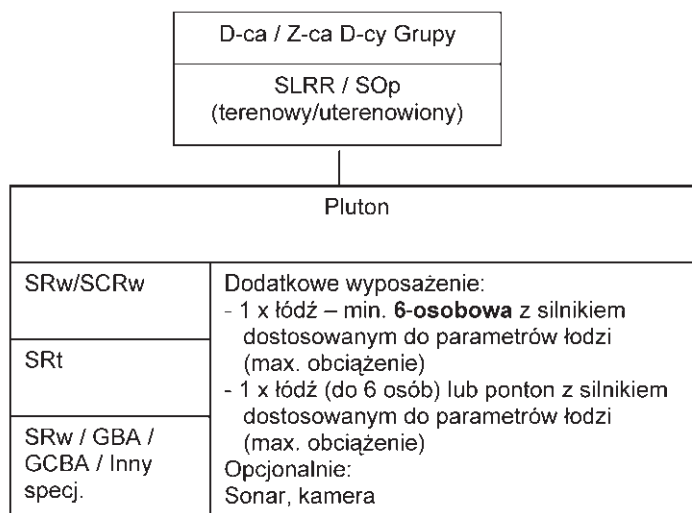 D-ca / Z-ca D-cy Grupy
SLRR / SOp
(terenowy/uterenowiony)
Pluton
SRw/SCRw
SRt
SRw / GBA /
GCBA / Inny
specj.
Dodatkowe wyposażenie:
- 1 x łódź – min. 6-osobowa z silnikiem
dostosowanym do parametrów łodzi
(max. obciążenie)
- 1 x łódź (do 6 osób) lub ponton z silnikiem
dostosowanym do parametrów łodzi
(max. obciążenie)
Opcjonalnie:
Sonar, kamera